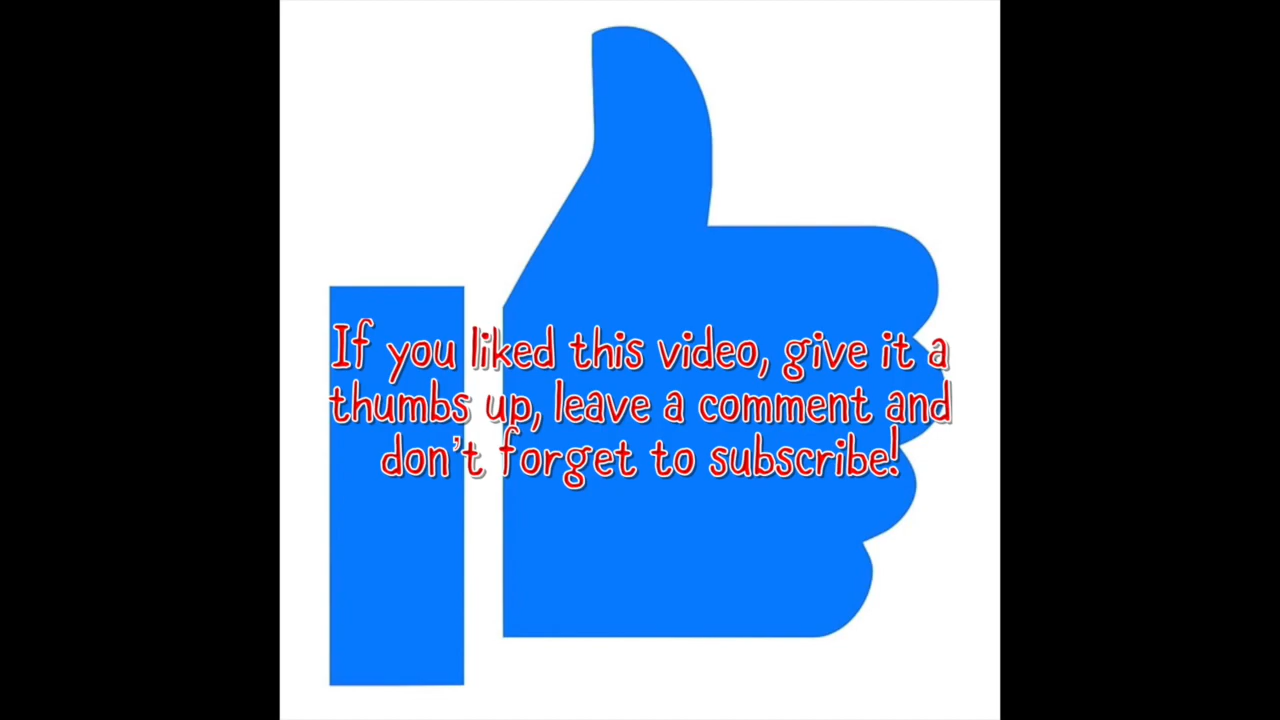 If you liked this video, give it a
thumbs up, leave a comment and
don't forget to subscribe!